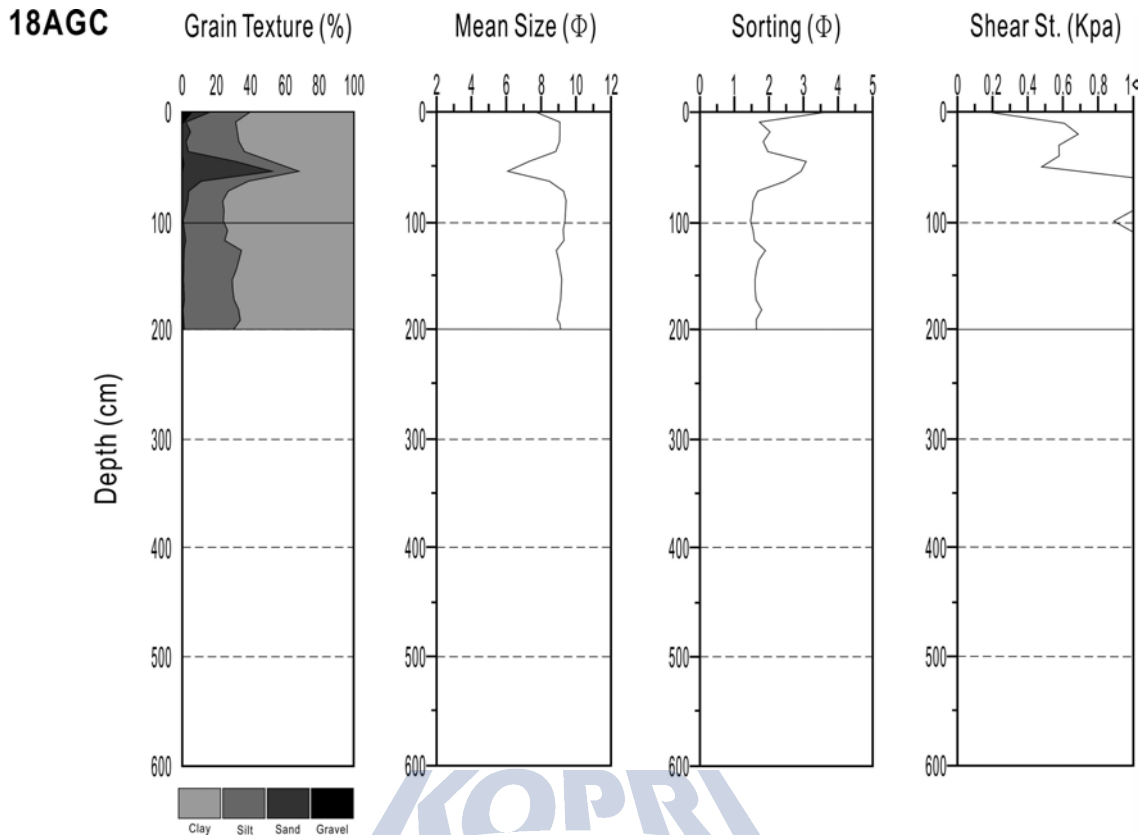 18AGC
Grain Texture (%)
Mean Size (Φ)
Sorting (Φ)
Shear St. (Kpa)
0 20 40 60 80 100
2 4 6 8 10 12
0 1 2 3 4 5
0 0.2 0.4 0.6 0.8 1<
0 0 0 0
100 100 100 100
200 200 200 200
300 300 300 300
400 400 400 400
500 500 500 500
600 600 600 600
Depth (cm)
Clay Silt Sand Gravel
KOPRI